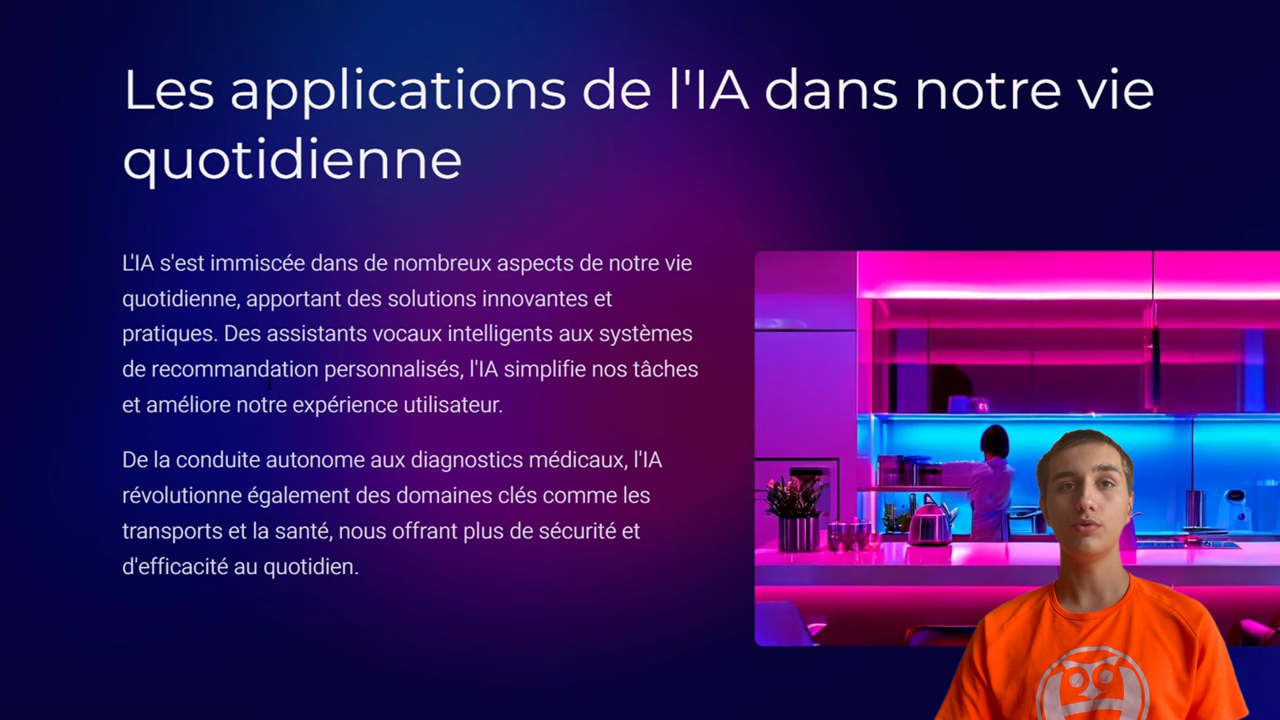 Les applications de l'IA dans notre vie
quotidienne
L'IA s'est immiscée dans de nombreux aspects de notre vie
quotidienne, apportant des solutions innovantes et
pratiques. Des assistants vocaux intelligents aux systèmes
de recommandation personnalisés, l'IA simplifie nos tâches
et améliore notre expérience utilisateur.
De la conduite autonome aux diagnostics médicaux, l'IA
révolutionne également des domaines clés comme les
transports et la santé, nous offrant plus de sécurité et
d'efficacité au quotidien.